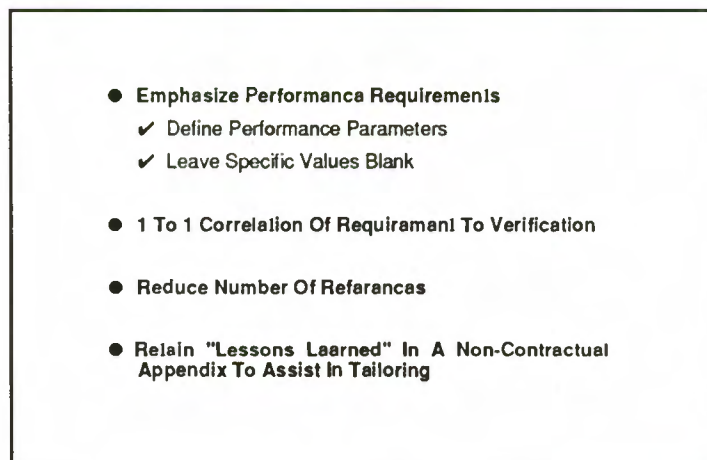 ● Emphasize Performanca Requiremenls
✔ Define Performance Parameters
✔ Leave Specific Values Blank
● 1 To 1 Correlalion Of Requiramanl To Verification
● Reduce Number Of Refarancas
● Relain "Lessons Laarned" In A Non-Contractual
Appendix To Assist In Tailoring